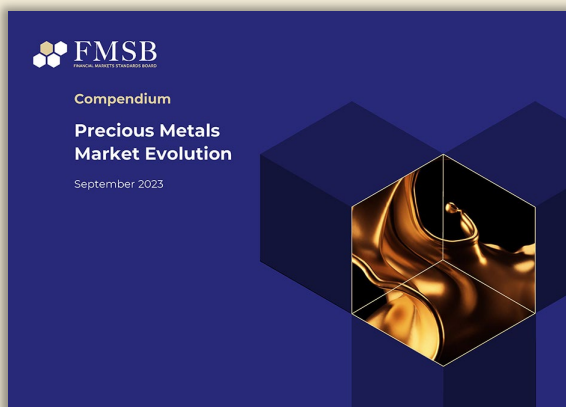 FMSB
FINANCIAL MARKETS STANDARDS BOARD
Compendium
Precious Metals
Market Evolution
September 2023